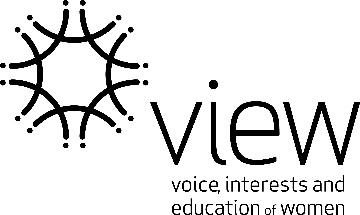 view
voice, interests and
education of women